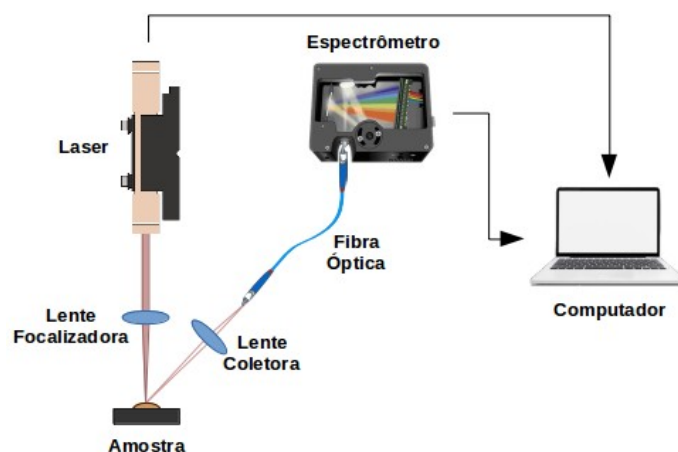 Espectrômetro
Laser
Fibra
Óptica
Computador
Lente
Focalizadora
Lente
Coletora
Amostra